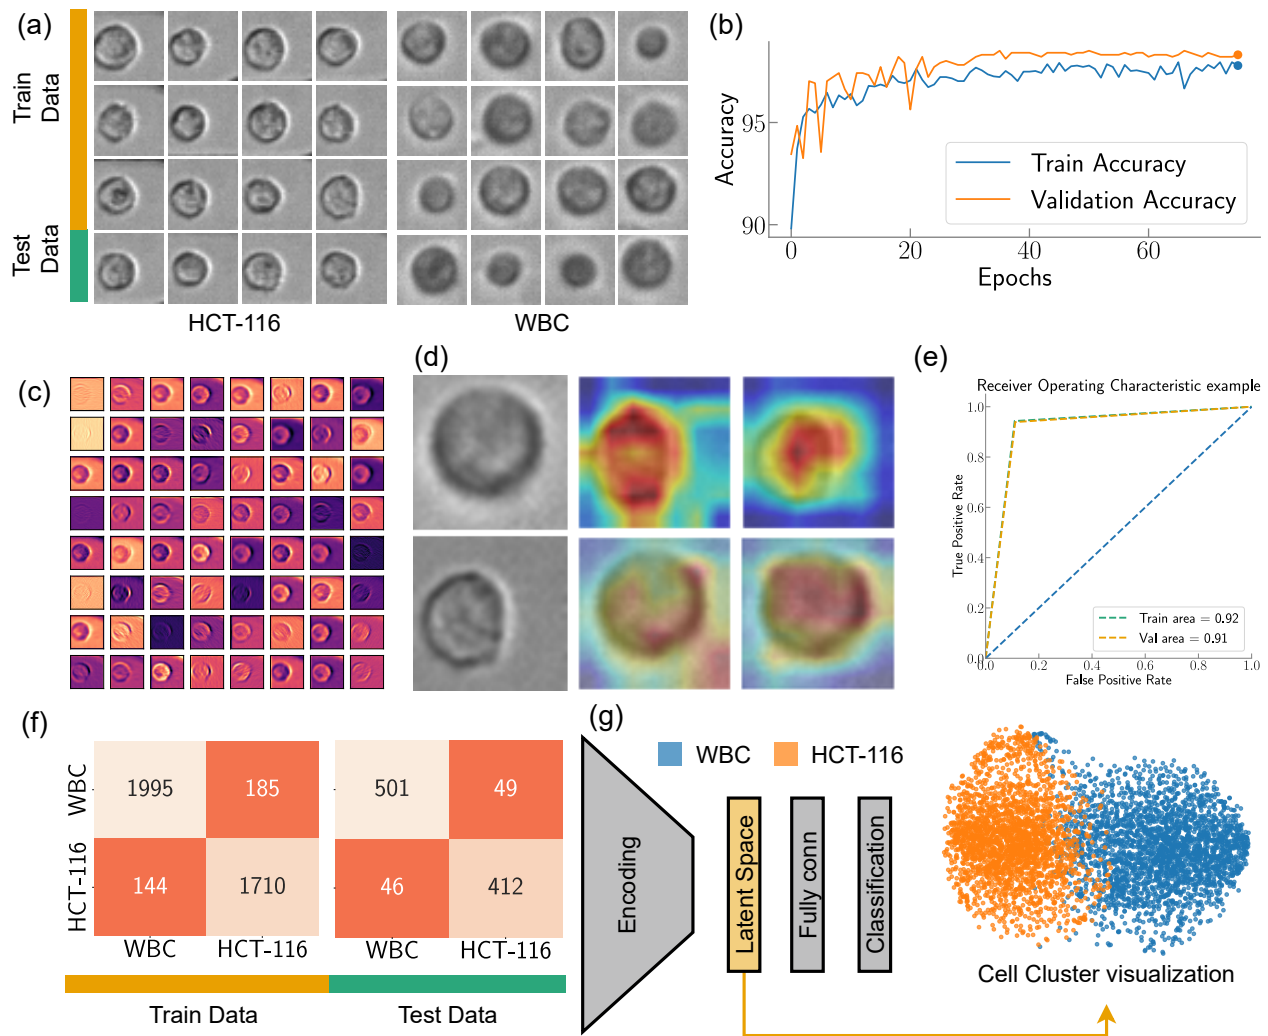 (a)
Train
Data
Test
Data
HCT-116
WBC
(b)
Accuracy
95
90
Train Accuracy
Validation Accuracy
0
20
40
60
Epochs
(c)
(d)
(e)
Receiver Operating Characteristic example
True Positive Rate
1.0
0.8
0.6
0.4
0.2
0.0
Train area = 0.92
Val area = 0.91
0.0
0.2
0.4
0.6
0.8
1.0
False Positive Rate
(f)
WBC
HCT-116
1995
185
144
1710
WBC
HCT-116
501
49
46
412
WBC
HCT-116
Train Data
Test Data
(g)
WBC
HCT-116
Encoding
Latent Space
Fully conn
Classification
Cell Cluster visualization